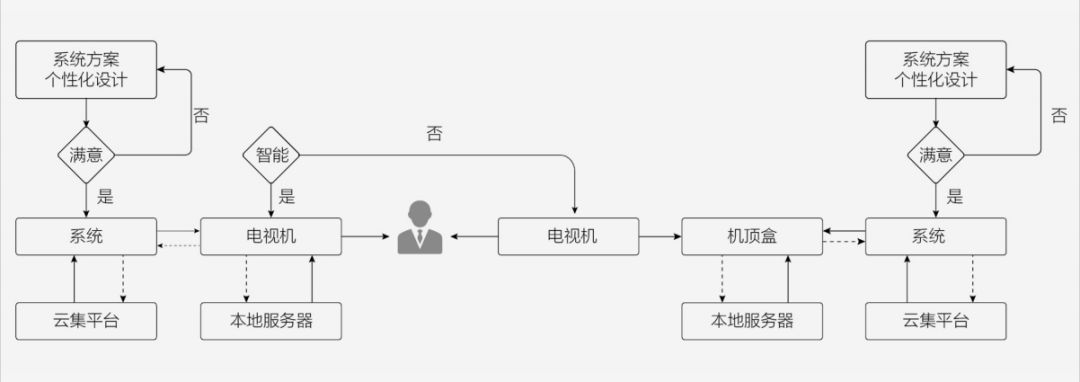 系统方案
个性化设计
系统方案
个性化设计
否
否
否
满意
智能
满意
是
是
是
系统
电视机
电视机
机顶盒
系统
云集平台
本地服务器
本地服务器
云集平台